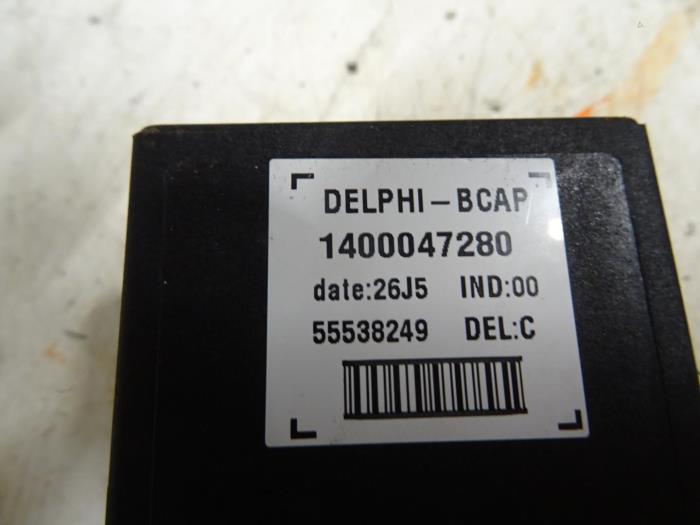 DELPHI-BCAP
1400047280
date:26J5 IND:00
55538249 DEL:C